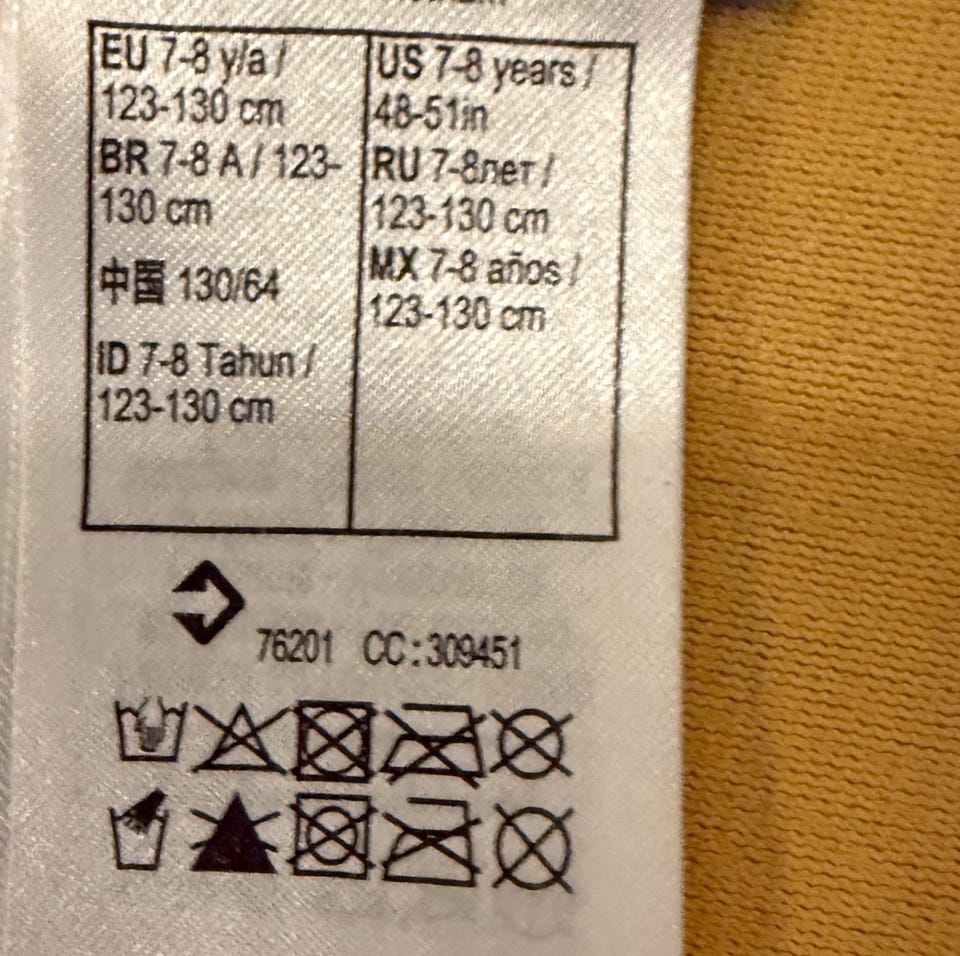 EU 7-8 y/a /
123-130 cm
BR 7-8 A / 123-
130 cm
中国 130/64
ID 7-8 Tahun /
123-130 cm
US 7-8 years /
48-51in
RU 7-8лет /
123-130 cm
MX 7-8 años /
123-130 cm
76201 CC:309451